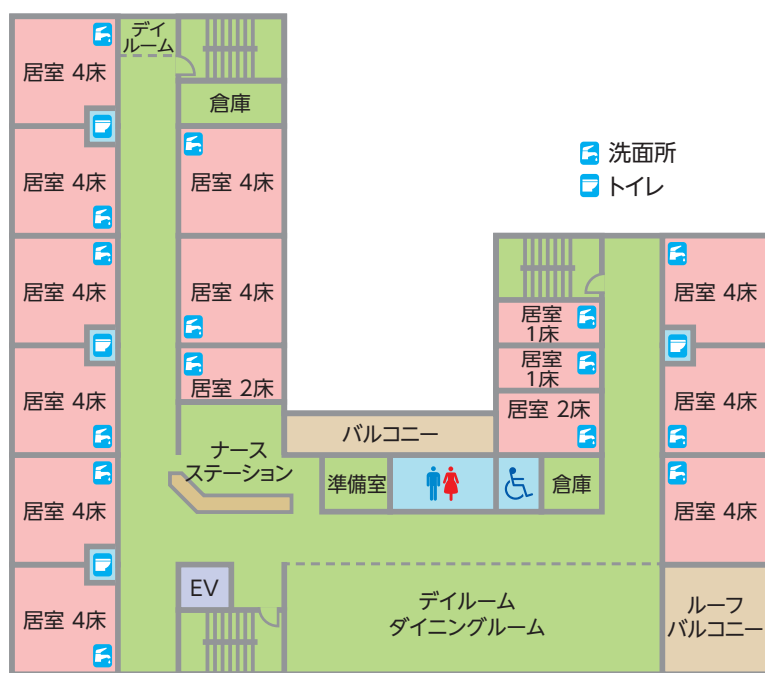 デイ
ルーム
居室 4床
倉庫
居室 4床
居室 4床
洗面所
トイレ
居室 4床
居室 4床
居室 4床
居室 1床
居室 1床
居室 2床
居室 2床
居室 4床
居室 4床
バルコニー
ナース
ステーション
準備室
倉庫
居室 4床
居室 4床
EV
デイルーム
ダイニングルーム
ルーフ
バルコニー
居室 4床